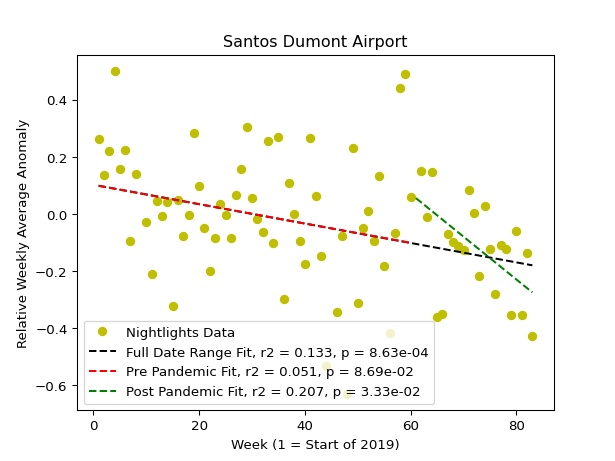 Santos Dumont Airport
Relative Weekly Average Anomaly
0.4
0.2
0.0
−0.2
−0.4
−0.6
Nightlights Data
Full Date Range Fit, r2 = 0.133, p = 8.63e-04
Pre Pandemic Fit, r2 = 0.051, p = 8.69e-02
Post Pandemic Fit, r2 = 0.207, p = 3.33e-02
0 20 40 60 80
Week (1 = Start of 2019)